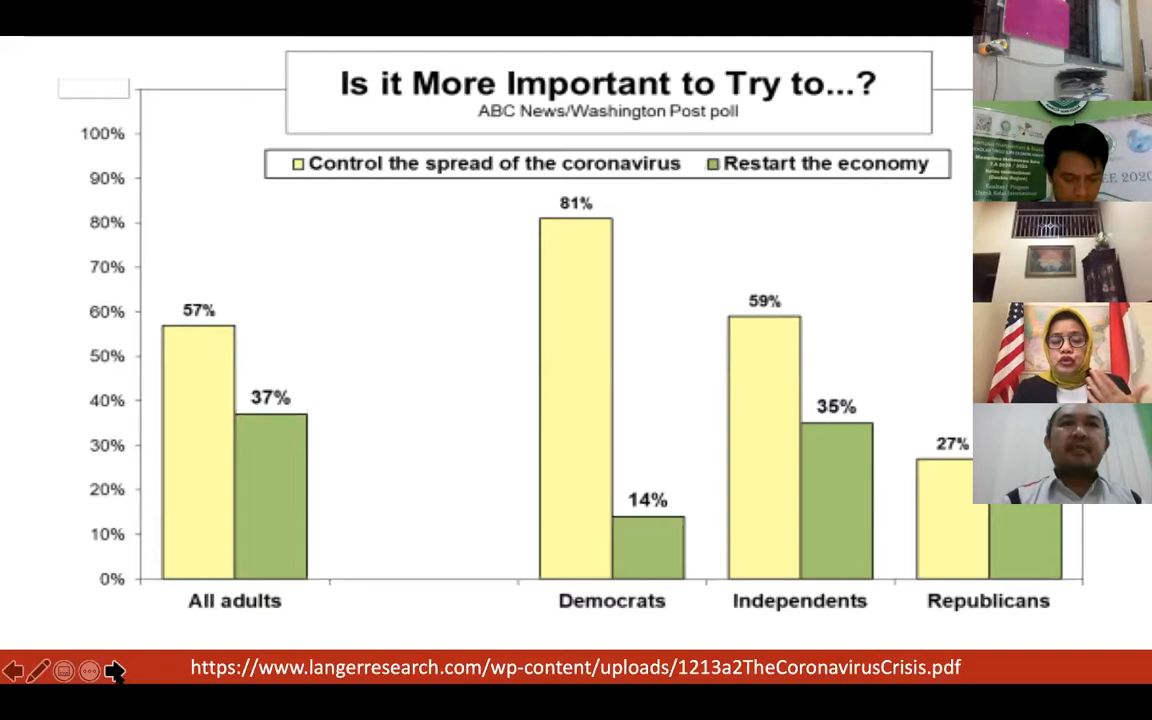 Is it More Important to Try to...?
ABC News/Washington Post poll
Control the spread of the coronavirus
Restart the economy
100%
90%
80%
70%
60%
50%
40%
30%
20%
10%
0%
57%
37%
81%
14%
59%
35%
27%
All adults
Democrats
Independents
Republicans
https://www.langerresearch.com/wp-content/uploads/1213a2TheCoronavirusCrisis.pdf
EE 2020